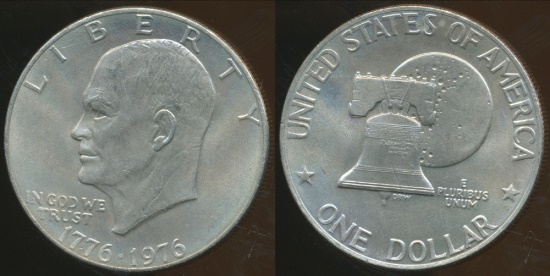 LIBERTY
IN GOD WE
TRUST
1776·1976
UNITED STATES OF AMERICA
E
PLURIBUS
UNUM
ONE DOLLAR